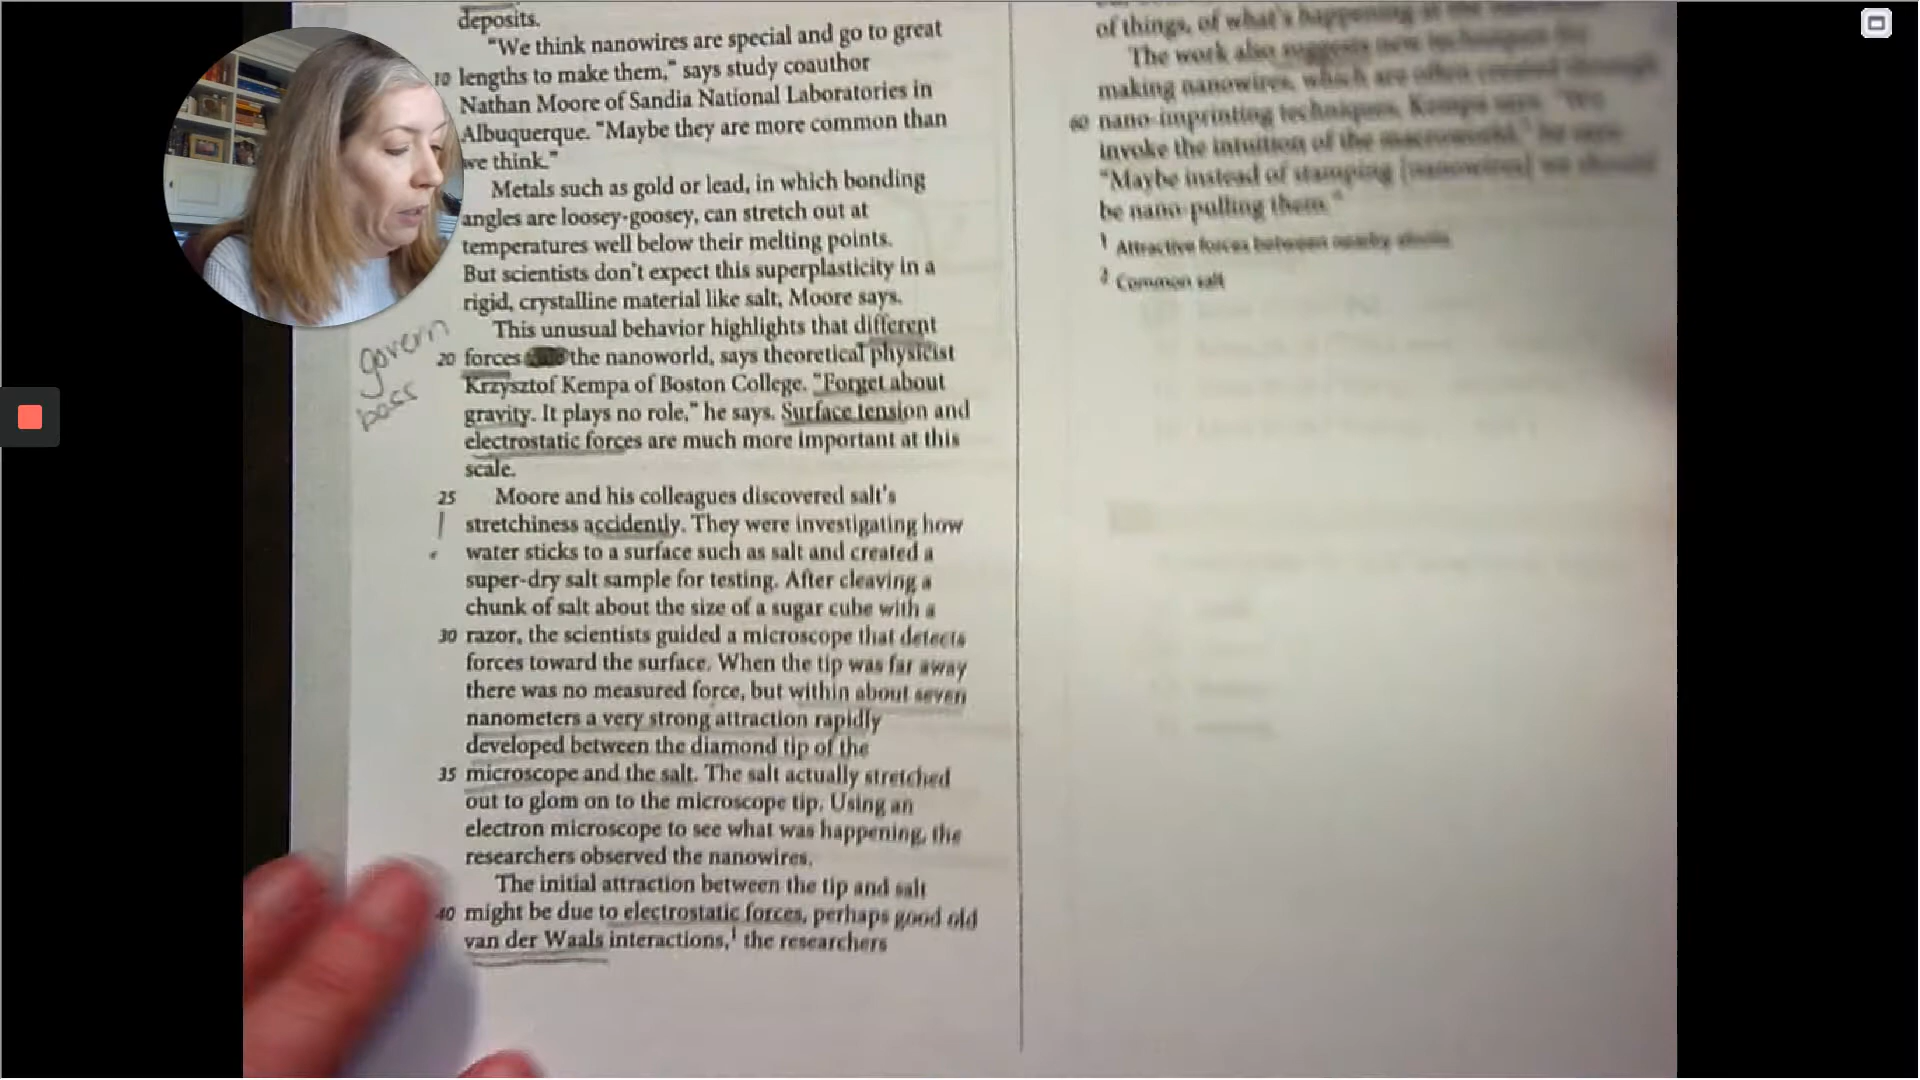 deposits.
"We think nanowires are special and go to great
10 lengths to make them," says study coauthor
Nathan Moore of Sandia National Laboratories in
Albuquerque. "Maybe they are more common than
we think."
Metals such as gold or lead, in which bonding
angles are loosey-goosey, can stretch out at
temperatures well below their melting points.
But scientists don't expect this superplasticity in a
rigid, crystalline material like salt, Moore says.
This unusual behavior highlights that different
20 forces the nanoworld, says theoretical physicist
Krzysztof Kempa of Boston College. "Forget about
gravity. It plays no role," he says. Surface tension and
electrostatic forces are much more important at this
scale.
25 Moore and his colleagues discovered salt's
stretchiness accidently. They were investigating how
water sticks to a surface such as salt and created a
super-dry salt sample for testing. After cleaving a
chunk of salt about the size of a sugar cube with a
30 razor, the scientists guided a microscope that detects
forces toward the surface. When the tip was far away
there was no measured force, but within about seven
nanometers a very strong attraction rapidly
developed between the diamond tip of the
35 microscope and the salt. The salt actually stretched
out to glom on to the microscope tip. Using an
electron microscope to see what was happening, the
researchers observed the nanowires.
The initial attraction between the tip and salt
40 might be due to electrostatic forces, perhaps good old
van der Waals interactions,1 the researchers
govern
boss
of things, of what's happening at the
The work also suggests new techniques for
making nanowires, which are often created through
60 nano-imprinting techniques, Kempa says. "We
invoke the intuition of the macroworld," he says.
"Maybe instead of stamping [nanowires] we should
be nano-pulling them."
1 Attractive forces between nearby atoms
2 Common salt